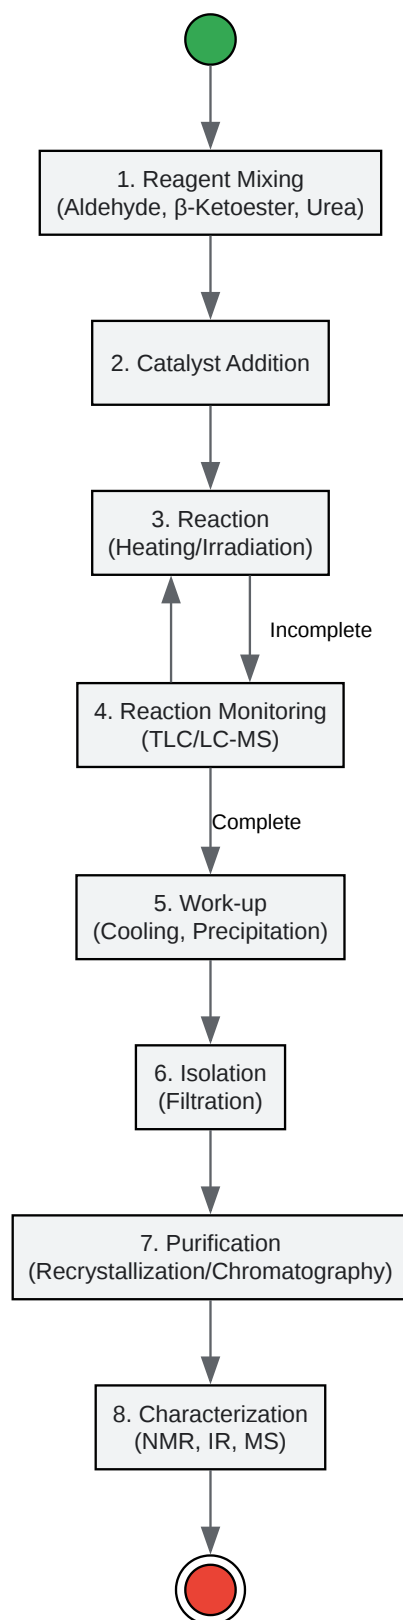 1. Reagent Mixing
(Aldehyde, β-Ketoester, Urea)
2. Catalyst Addition
3. Reaction
(Heating/Irradiation)
Incomplete
4. Reaction Monitoring
(TLC/LC-MS)
Complete
5. Work-up
(Cooling, Precipitation)
6. Isolation
(Filtration)
7. Purification
(Recrystallization/Chromatography)
8. Characterization
(NMR, IR, MS)